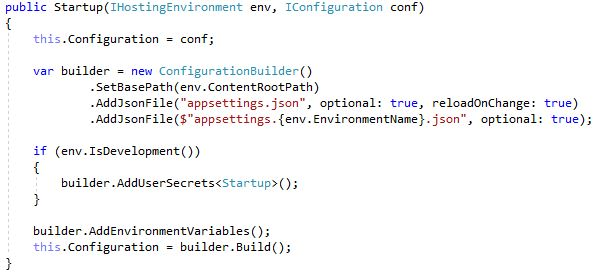 public Startup(IHostingEnvironment env, IConfiguration conf)
{
    this.Configuration = conf;

    var builder = new ConfigurationBuilder()
            .SetBasePath(env.ContentRootPath)
            .AddJsonFile("appsettings.json", optional: true, reloadOnChange: true)
            .AddJsonFile($"appsettings.{env.EnvironmentName}.json", optional: true);

    if (env.IsDevelopment())
    {
        builder.AddUserSecrets<Startup>();
    }

    builder.AddEnvironmentVariables();
    this.Configuration = builder.Build();
}